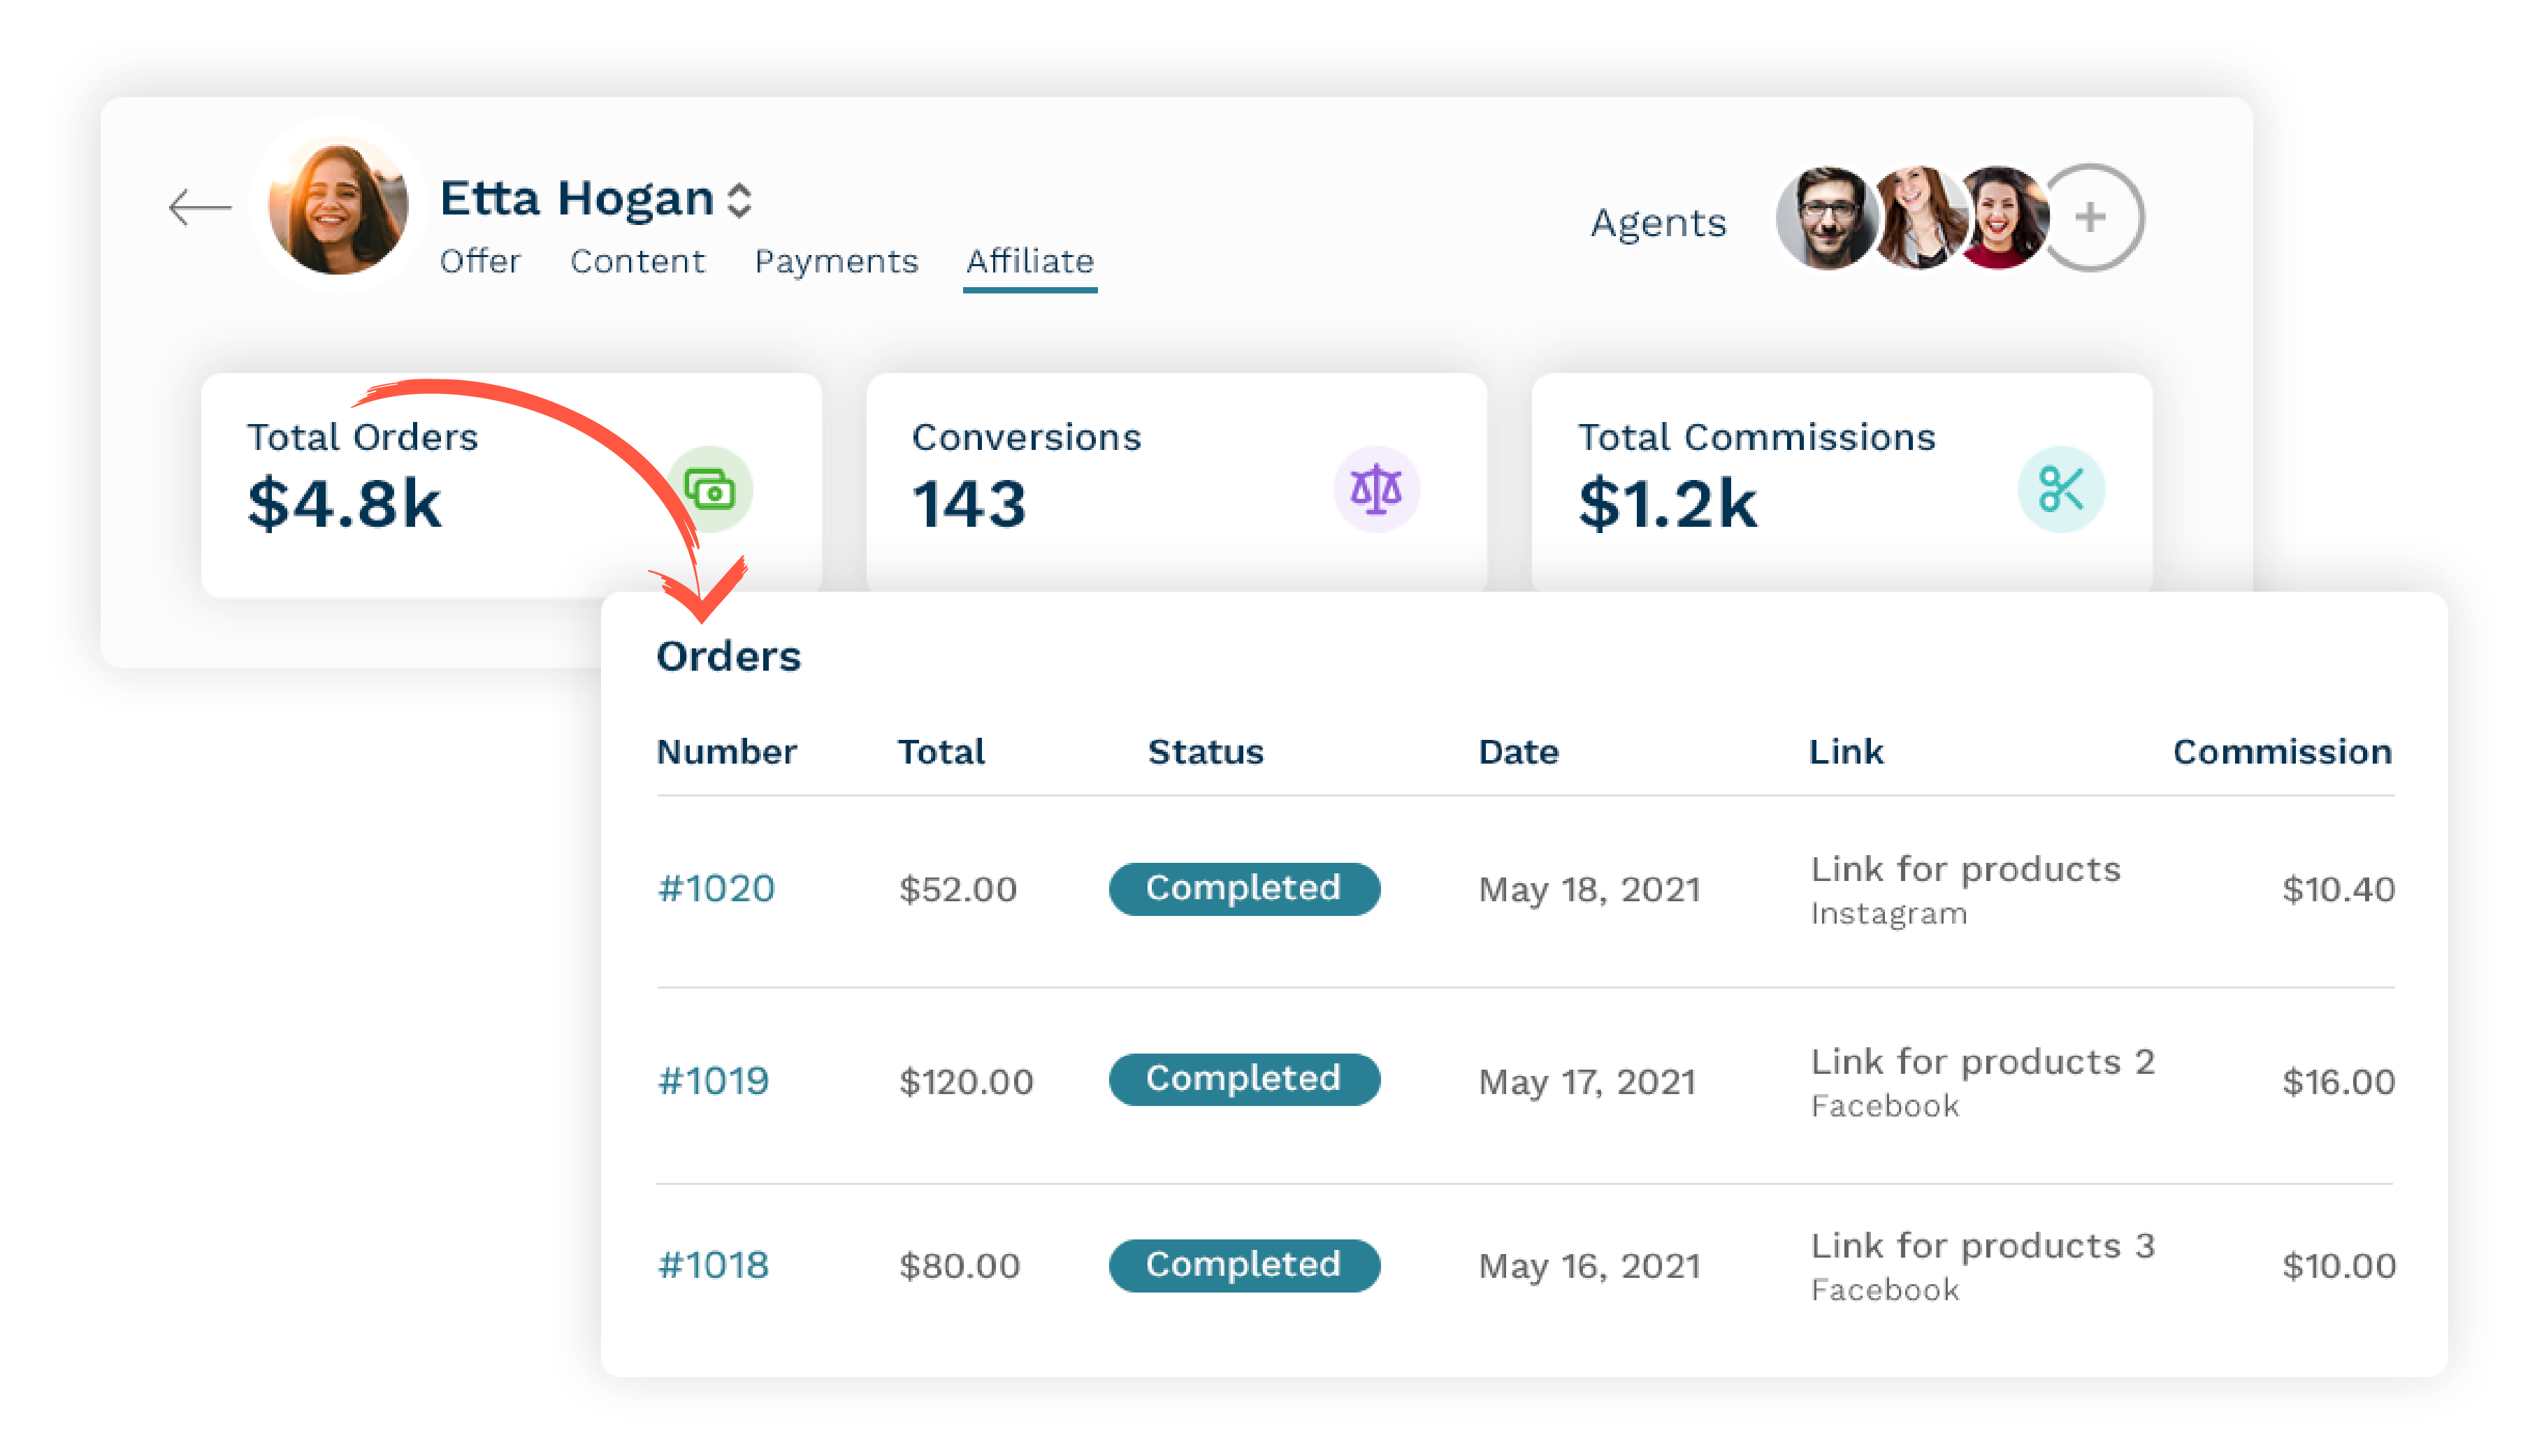 Etta Hogan
Offer Content Payments Affiliate
Agents
Total Orders
$4.8k
Conversions
143
Total Commissions
$1.2k
Orders
Number Total Status Date Link Commission
#1020 $52.00 Completed May 18, 2021 Link for products $10.40
Instagram
#1019 $120.00 Completed May 17, 2021 Link for products 2 $16.00
Facebook
#1018 $80.00 Completed May 16, 2021 Link for products 3 $10.00
Facebook